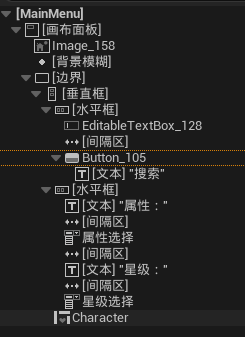 [MainMenu]
[画布面板]
Image_158
[背景模糊]
[边界]
[垂直框]
[水平框]
EditableTextBox_128
[间隔区]
Button_105
[文本] "搜索"
[水平框]
[文本] "属性："
[间隔区]
属性选择
[间隔区]
[文本] "星级："
[间隔区]
星级选择
Character